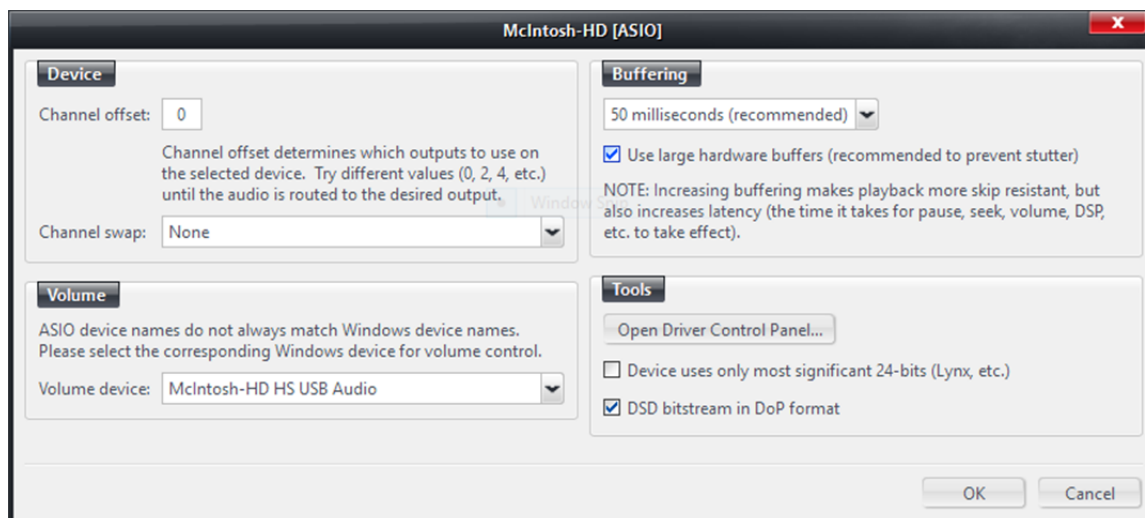 McIntosh-HD [ASIO]
X
Device
Channel offset: 0
Channel offset determines which outputs to use on
the selected device. Try different values (0, 2, 4, etc.)
until the audio is routed to the desired output.
Channel swap: None
Volume
ASIO device names do not always match Windows device names.
Please select the corresponding Windows device for volume control.
Volume device: McIntosh-HD HS USB Audio
Buffering
50 milliseconds (recommended)
Use large hardware buffers (recommended to prevent stutter)
NOTE: Increasing buffering makes playback more skip resistant, but
also increases latency (the time it takes for pause, seek, volume, DSP,
etc. to take effect).
Window Snip
Tools
Open Driver Control Panel...
Device uses only most significant 24-bits (Lynx, etc.)
DSD bitstream in DoP format
OK
Cancel